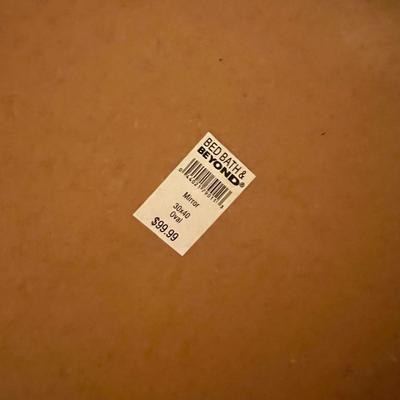 BED BATH &
BEYOND®
Mirror
30x40
Oval
$99.99